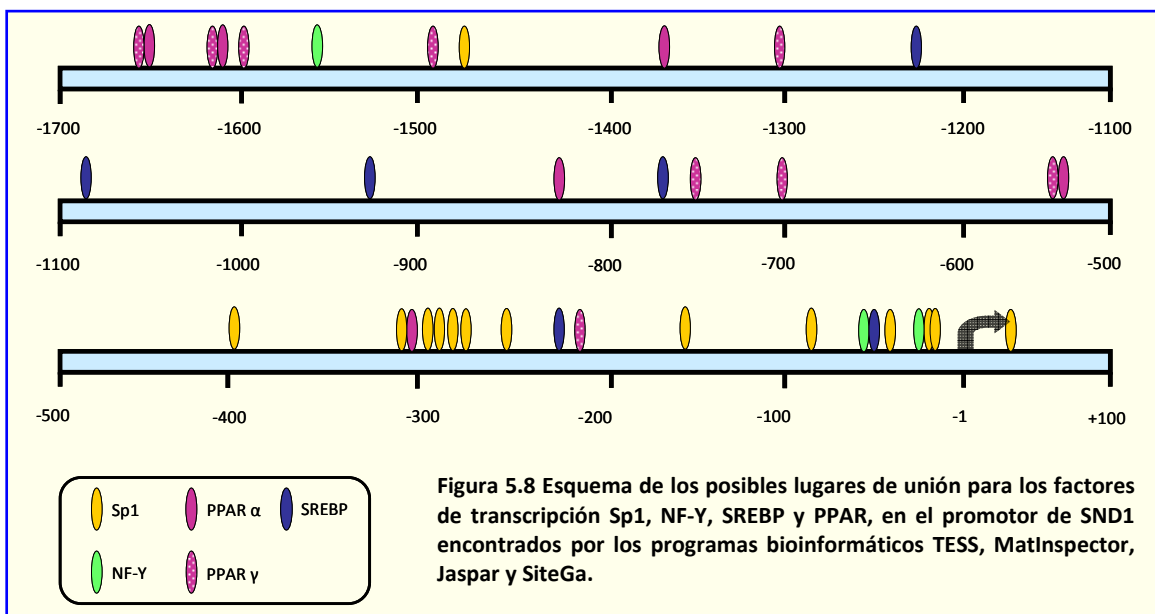 -1700 -1600 -1500 -1400 -1300 -1200 -1100
-1100 -1000 -900 -800 -700 -600 -500
-500 -400 -300 -200 -100 -1 +100
Sp1 PPAR α SREBP
NF-Y PPAR γ
Figura 5.8 Esquema de los posibles lugares de unión para los factores
de transcripción Sp1, NF-Y, SREBP y PPAR, en el promotor de SND1
encontrados por los programas bioinformáticos TESS, MatInspector,
Jaspar y SiteGa.